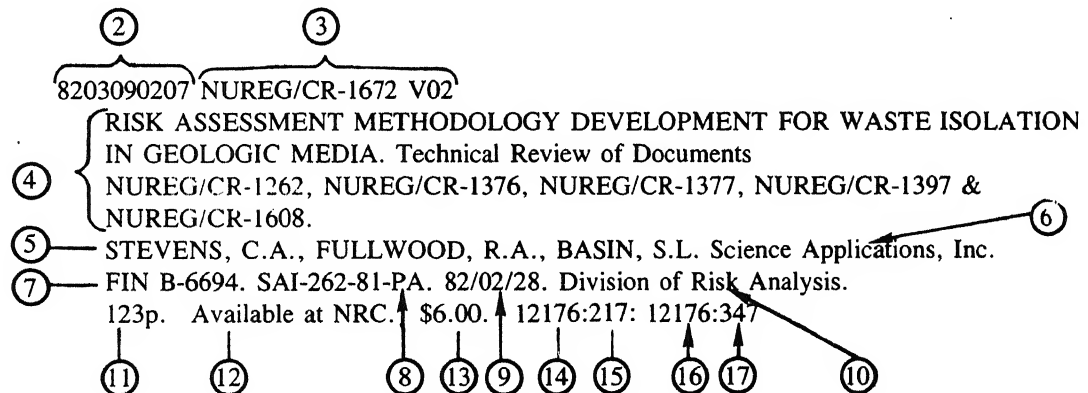 ② ③
8203090207 NUREG/CR-1672 V02
RISK ASSESSMENT METHODOLOGY DEVELOPMENT FOR WASTE ISOLATION
IN GEOLOGIC MEDIA. Technical Review of Documents
④ NUREG/CR-1262, NUREG/CR-1376, NUREG/CR-1377, NUREG/CR-1397 &
NUREG/CR-1608.
⑥
⑤ STEVENS, C.A., FULLWOOD, R.A., BASIN, S.L. Science Applications, Inc.
⑦ FIN B-6694. SAI-262-81-PA. 82/02/28. Division of Risk Analysis.
123p. Available at NRC. $6.00. 12176:217: 12176:347
⑪ ⑫ ⑧ ⑬ ⑨ ⑭ ⑮ ⑯ ⑰ ⑩